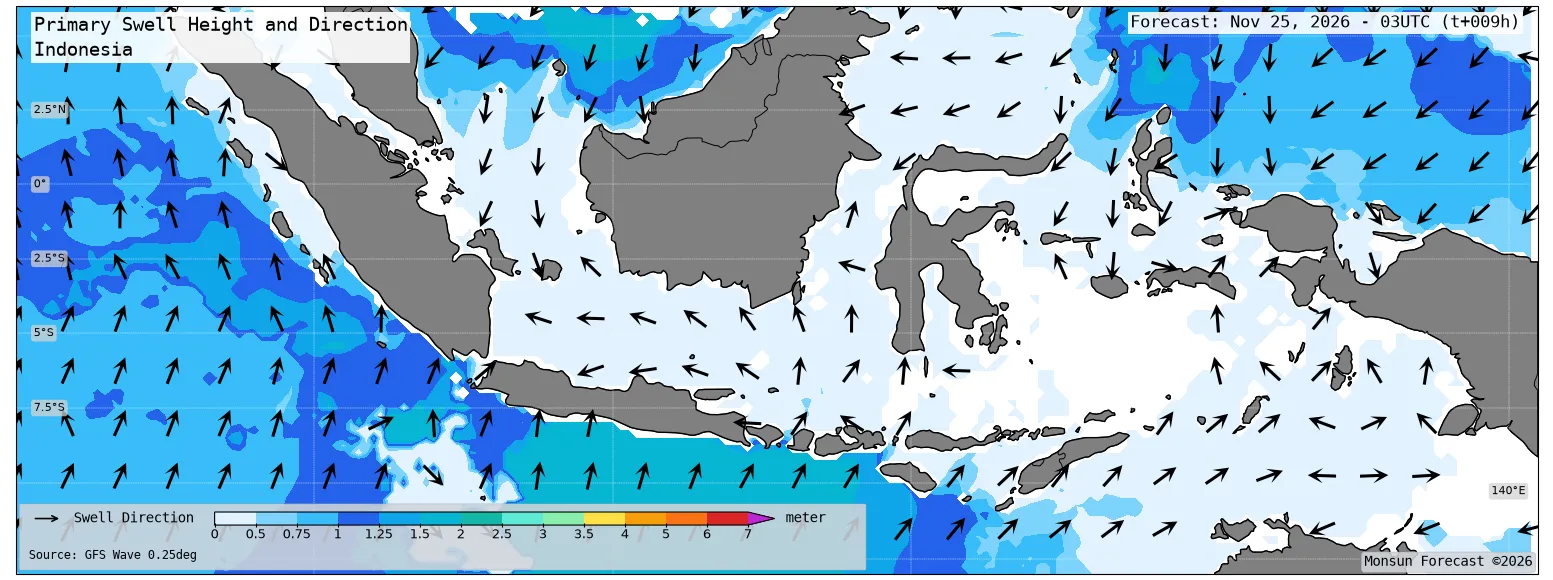 Primary Swell Height and Direction
Indonesia
Forecast: Nov 25, 2026 - 03UTC (t+009h)
2.5°N
0°
2.5°S
5°S
7.5°S
140°E
Swell Direction
0 0.5 0.75 1 1.25 1.5 2 2.5 3 3.5 4 5 6 7
meter
Source: GFS Wave 0.25deg
Monsun Forecast ©2026